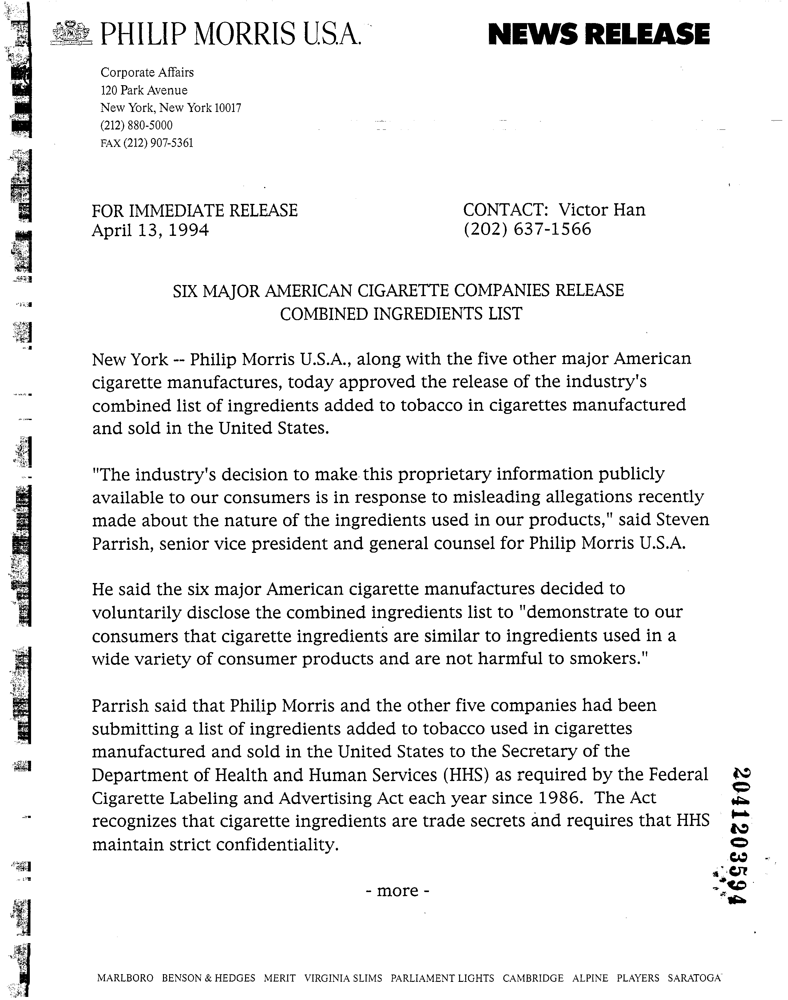 PHILIP MORRIS U.S.A.
NEWS RELEASE
Corporate Affairs
120 Park Avenue
New York, New York 10017
(212) 880-5000
FAX (212) 907-5361
FOR IMMEDIATE RELEASE
April 13, 1994
CONTACT: Victor Han
(202) 637-1566
SIX MAJOR AMERICAN CIGARETTE COMPANIES RELEASE
COMBINED INGREDIENTS LIST
New York -- Philip Morris U.S.A., along with the five other major American
cigarette manufactures, today approved the release of the industry's
combined list of ingredients added to tobacco in cigarettes manufactured
and sold in the United States.
"The industry's decision to make this proprietary information publicly
available to our consumers is in response to misleading allegations recently
made about the nature of the ingredients used in our products," said Steven
Parrish, senior vice president and general counsel for Philip Morris U.S.A.
He said the six major American cigarette manufactures decided to
voluntarily disclose the combined ingredients list to "demonstrate to our
consumers that cigarette ingredients are similar to ingredients used in a
wide variety of consumer products and are not harmful to smokers."
Parrish said that Philip Morris and the other five companies had been
submitting a list of ingredients added to tobacco used in cigarettes
manufactured and sold in the United States to the Secretary of the
Department of Health and Human Services (HHS) as required by the Federal
Cigarette Labeling and Advertising Act each year since 1986. The Act
recognizes that cigarette ingredients are trade secrets and requires that HHS
maintain strict confidentiality.
- more -
2041203594
MARLBORO BENSON & HEDGES MERIT VIRGINIA SLIMS PARLIAMENT LIGHTS CAMBRIDGE ALPINE PLAYERS SARATOGA